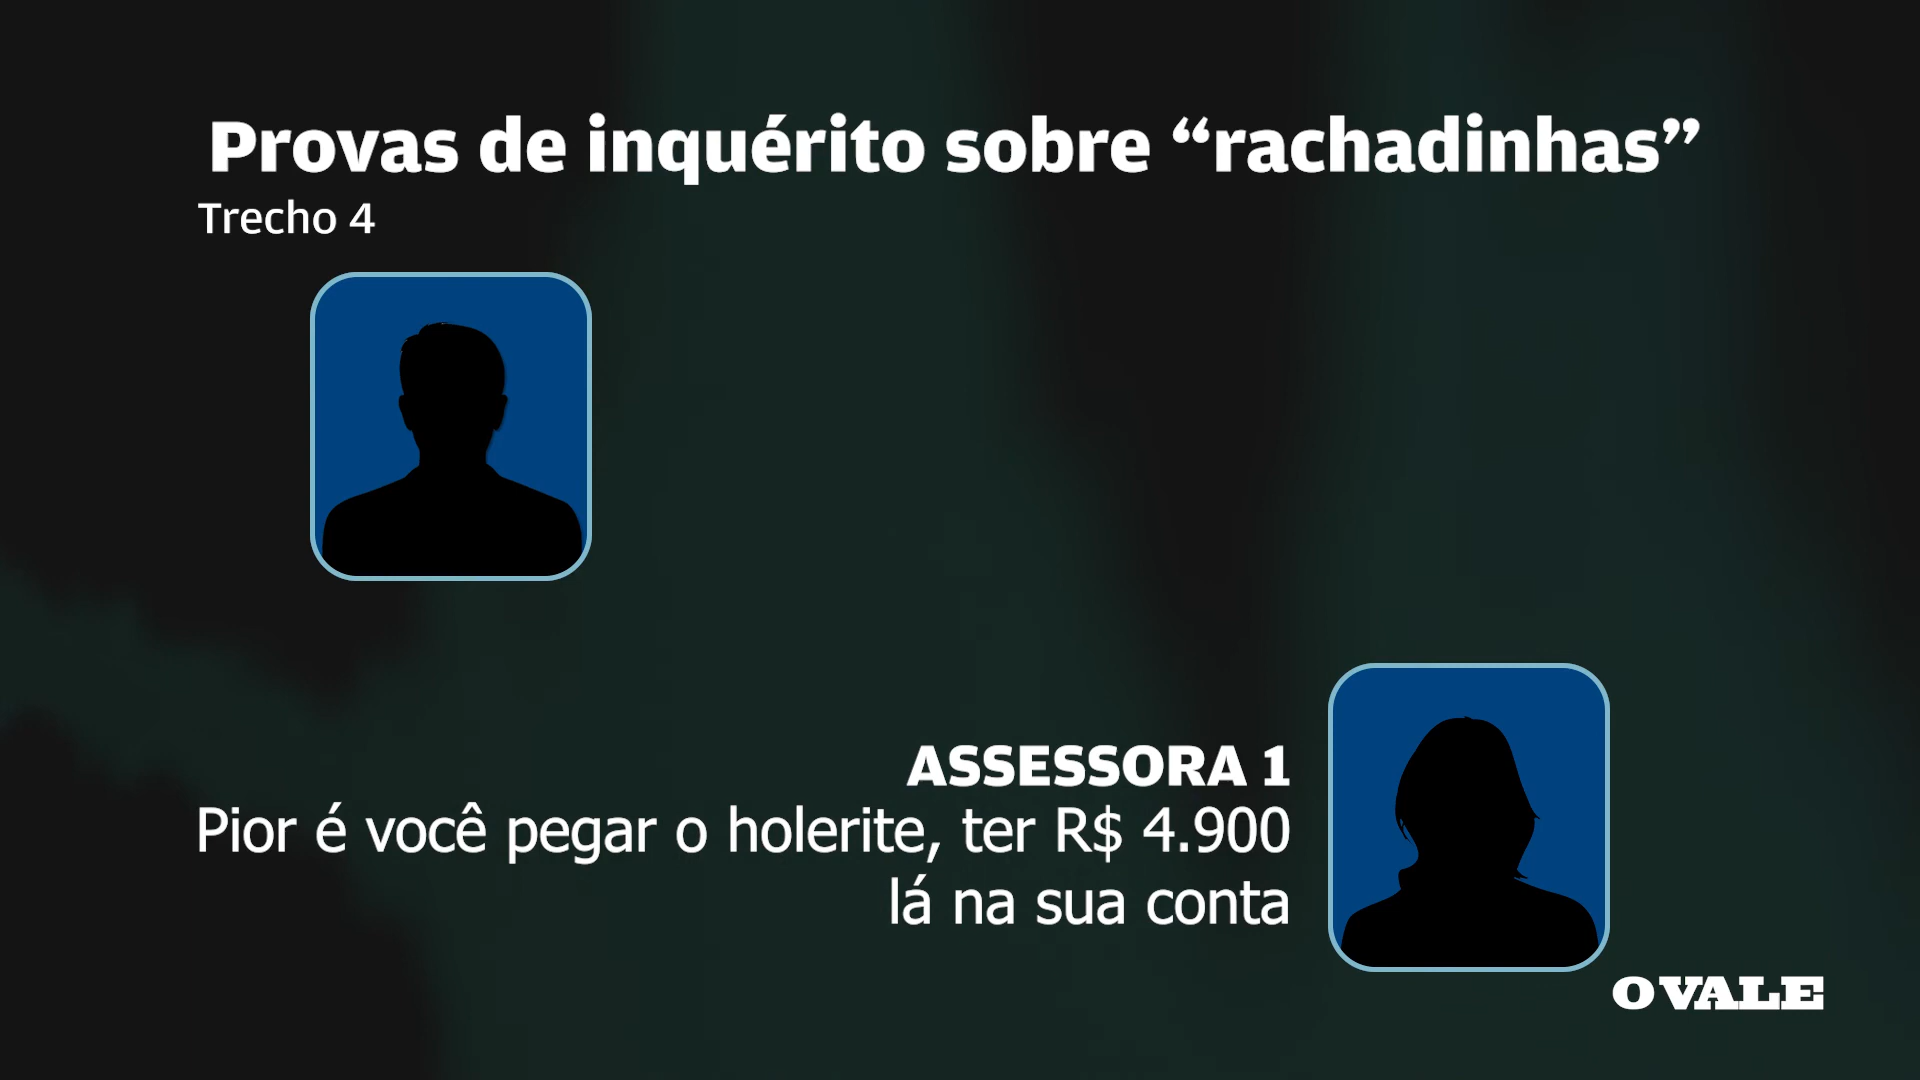 Provas de inquérito sobre “rachadinhas”
Trecho 4
ASSESSORA 1
Pior é você pegar o holerite, ter R$ 4.900
lá na sua conta
O VALE